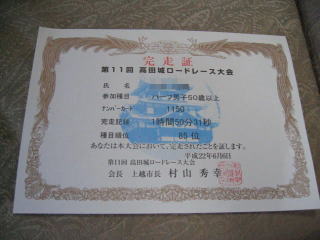 完走証
第11回 高田城ロードレース大会
氏名
参加種目 ハーフ男子50歳以上
ナンバーカード 1150
完走記録 1時間50分31秒
種目順位 85位
あなたは本大会において、完走されたことを証します。
平成22年6月6日
第11回 高田城ロードレース大会
会長 上越市長 村山秀幸